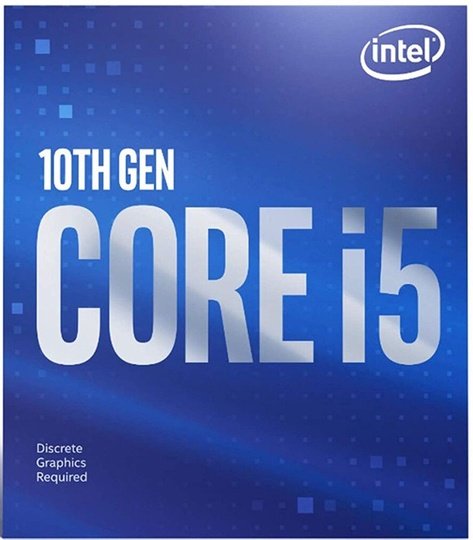 intel
10TH GEN
CORE i5
Discrete
Graphics
Required